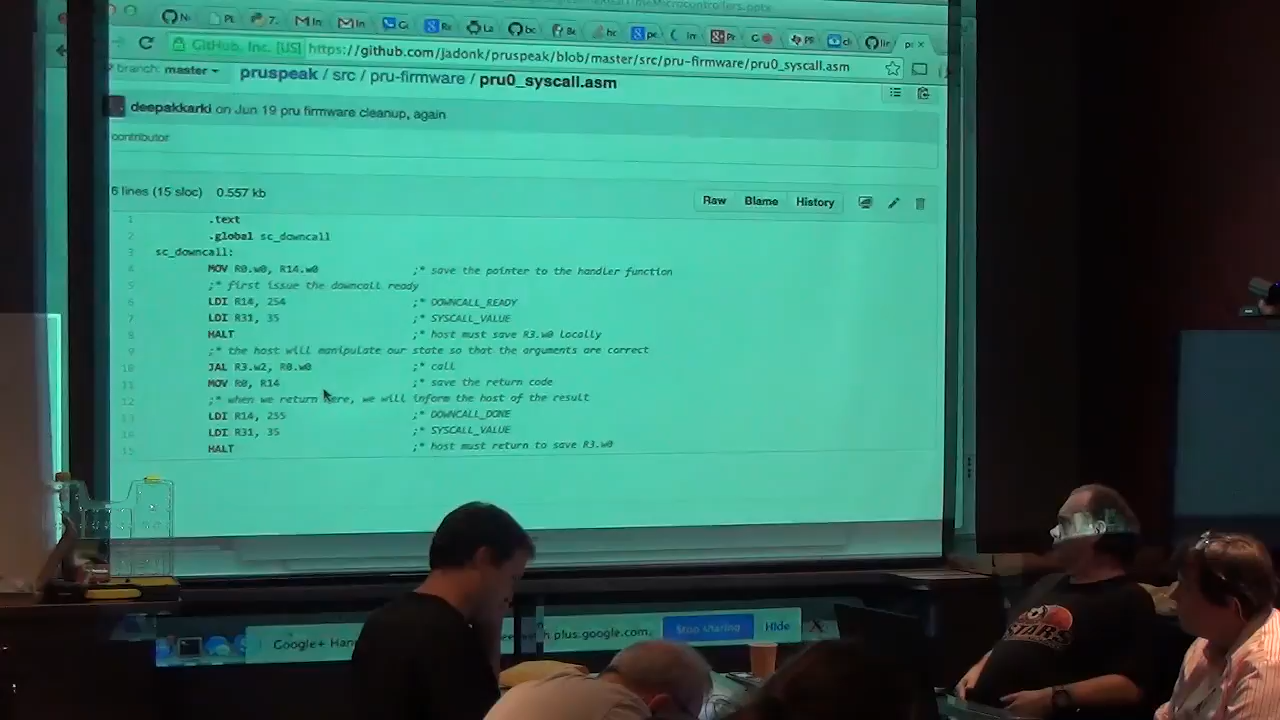 GitHub, Inc. [US] https://github.com/jadonk/pruspeak/blob/master/src/pru-firmware/pru0_syscall.asm
branch: master pruspeak / src / pru-firmware / pru0_syscall.asm
deepakkarki on Jun 19 pru firmware cleanup, again
contributor
6 lines (15 sloc) 0.557 kb Raw Blame History
1 .text
2 .global sc_downcall
3 sc_downcall:
4 MOV R0.w0, R14.w0 ;* save the pointer to the handler function
5 ;* first issue the downcall ready
6 LDI R14, 254 ;* DOWNCALL_READY
7 LDI R31, 35 ;* SYSCALL_VALUE
8 HALT ;* host must save R3.w0 locally
9 ;* the host will manipulate our state so that the arguments are correct
10 JAL R3.w2, R0.w0 ;* call
11 MOV R0, R14 ;* save the return code
12 ;* when we return here, we will inform the host of the result
13 LDI R14, 255 ;* DOWNCALL_DONE
14 LDI R31, 35 ;* SYSCALL_VALUE
15 HALT ;* host must return to save R3.w0
Google+ Han
h.plus.google.com. Stop sharing Hide
STARS